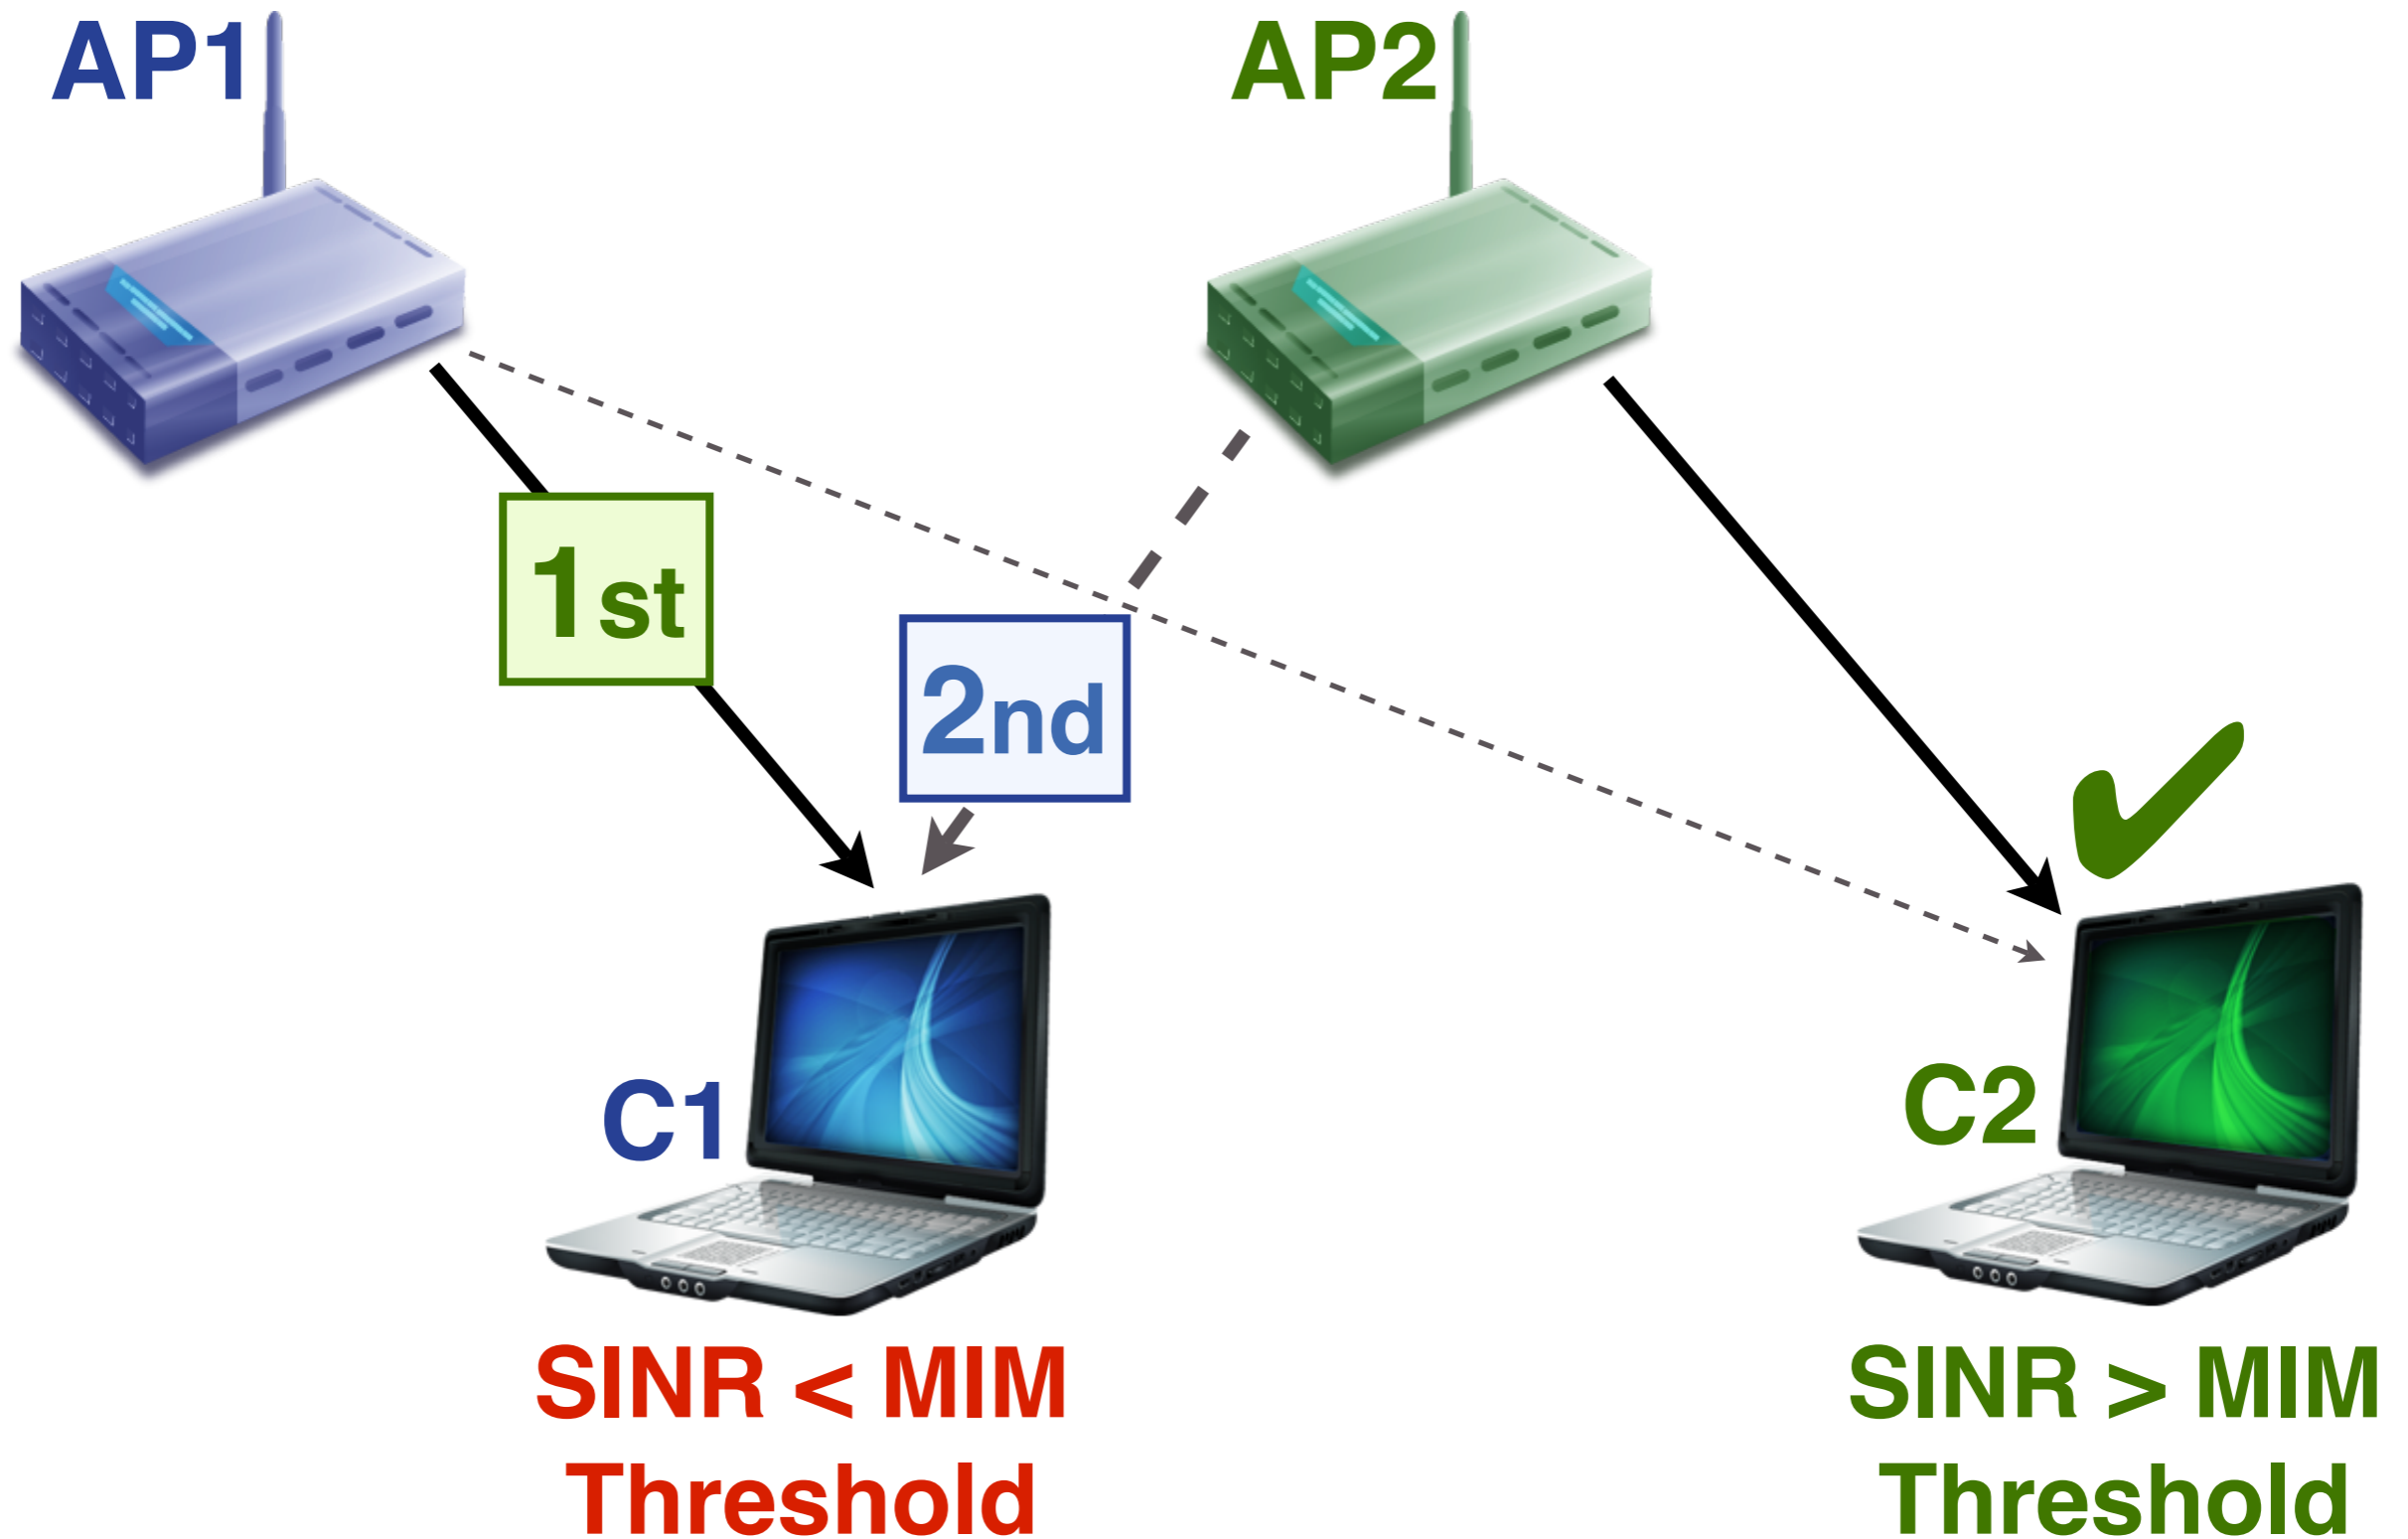 AP1
AP2
1st
2nd
C1
C2
SINR < MIM
Threshold
SINR > MIM
Threshold